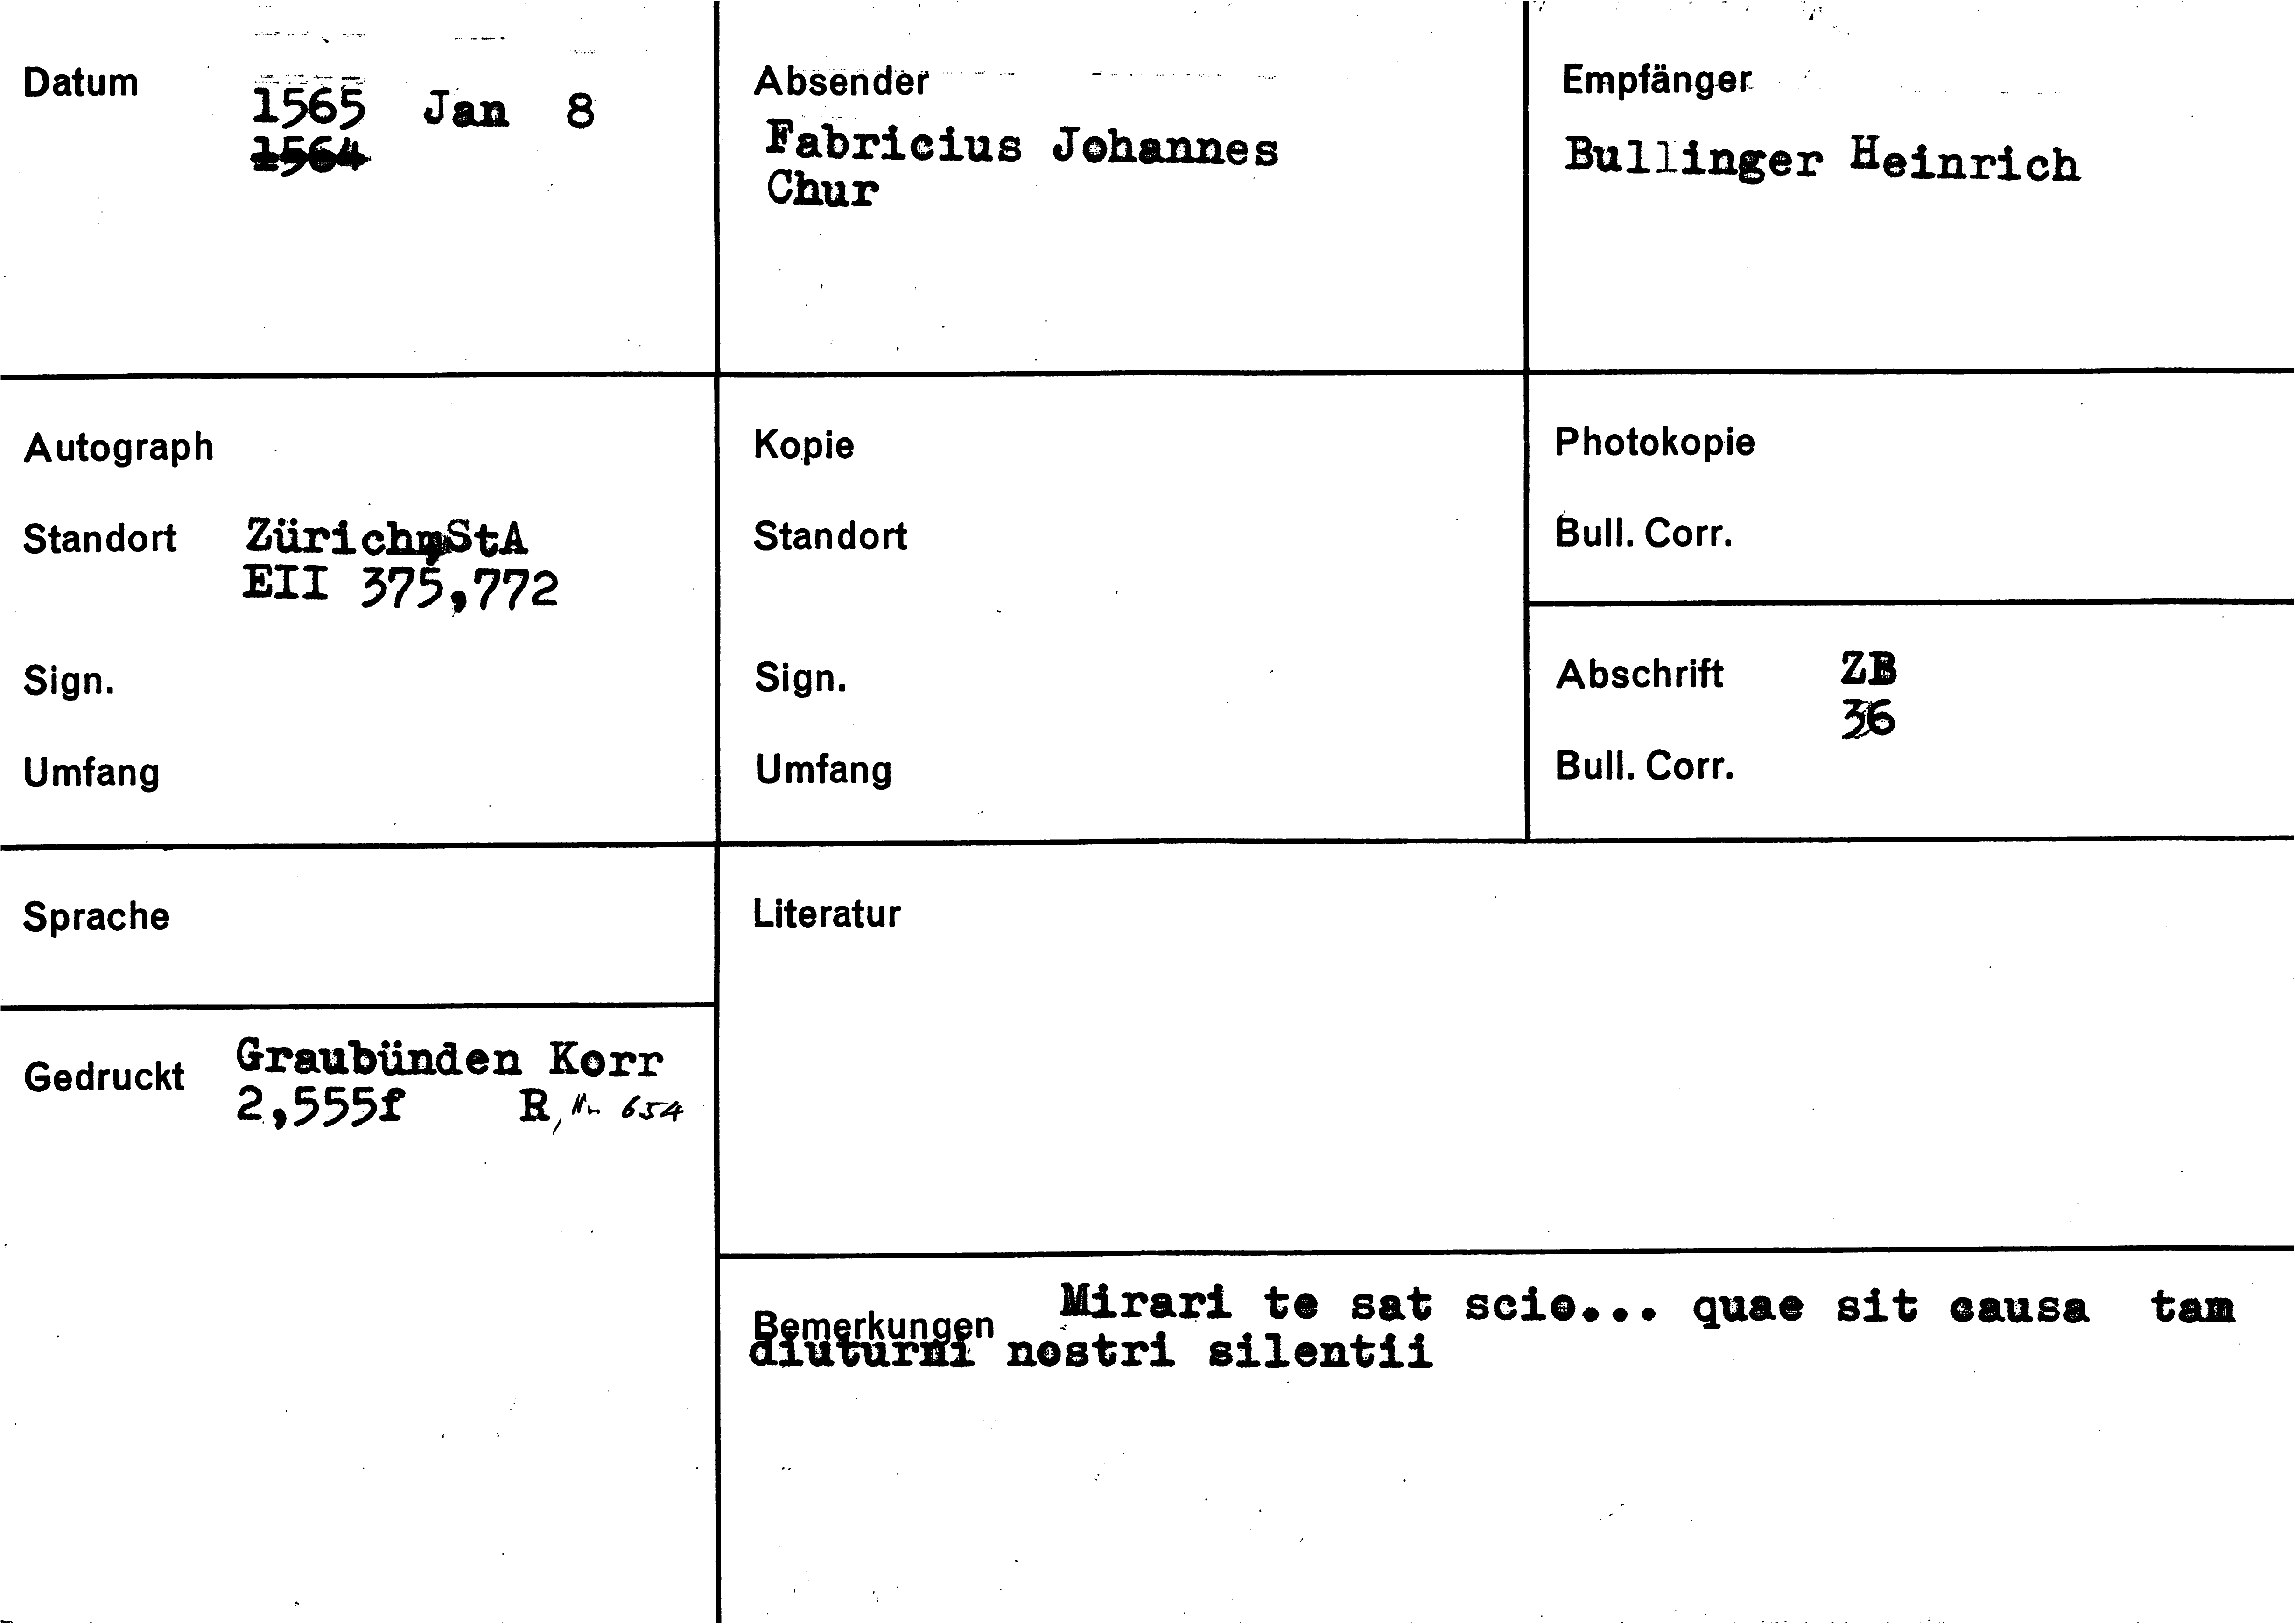 Datum
1565 Jan 8
1564
Absender
Fabricius Johannes
Chur
Empfänger
Bullinger Heinrich
Autograph
Standort Zürich,StA
EII 375,772
Sign.
Umfang
Kopie
Standort
Sign.
Umfang
Photokopie
Bull. Corr.
Abschrift ZB
36
Bull. Corr.
Sprache
Literatur
Gedruckt Graubünden Korr
2,555f R, Nr. 654
Bemerkungen Mirari te sat scio... quae sit causa tam
diuturni nostri silentii